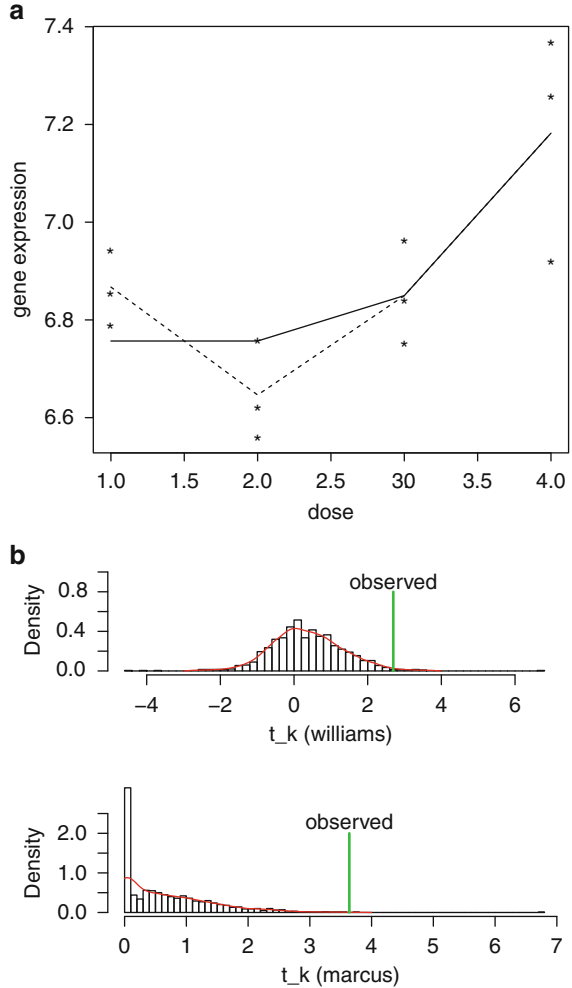 a
7.4
7.2
7.0
6.8
6.6
gene expression
1.0 1.5 2.0 2.5 3.0 3.5 4.0
dose
b
observed
0.8
0.4
0.0
Density
−4 −2 0 2 4 6
t_k (williams)
observed
2.0
1.0
0.0
Density
0 1 2 3 4 5 6 7
t_k (marcus)